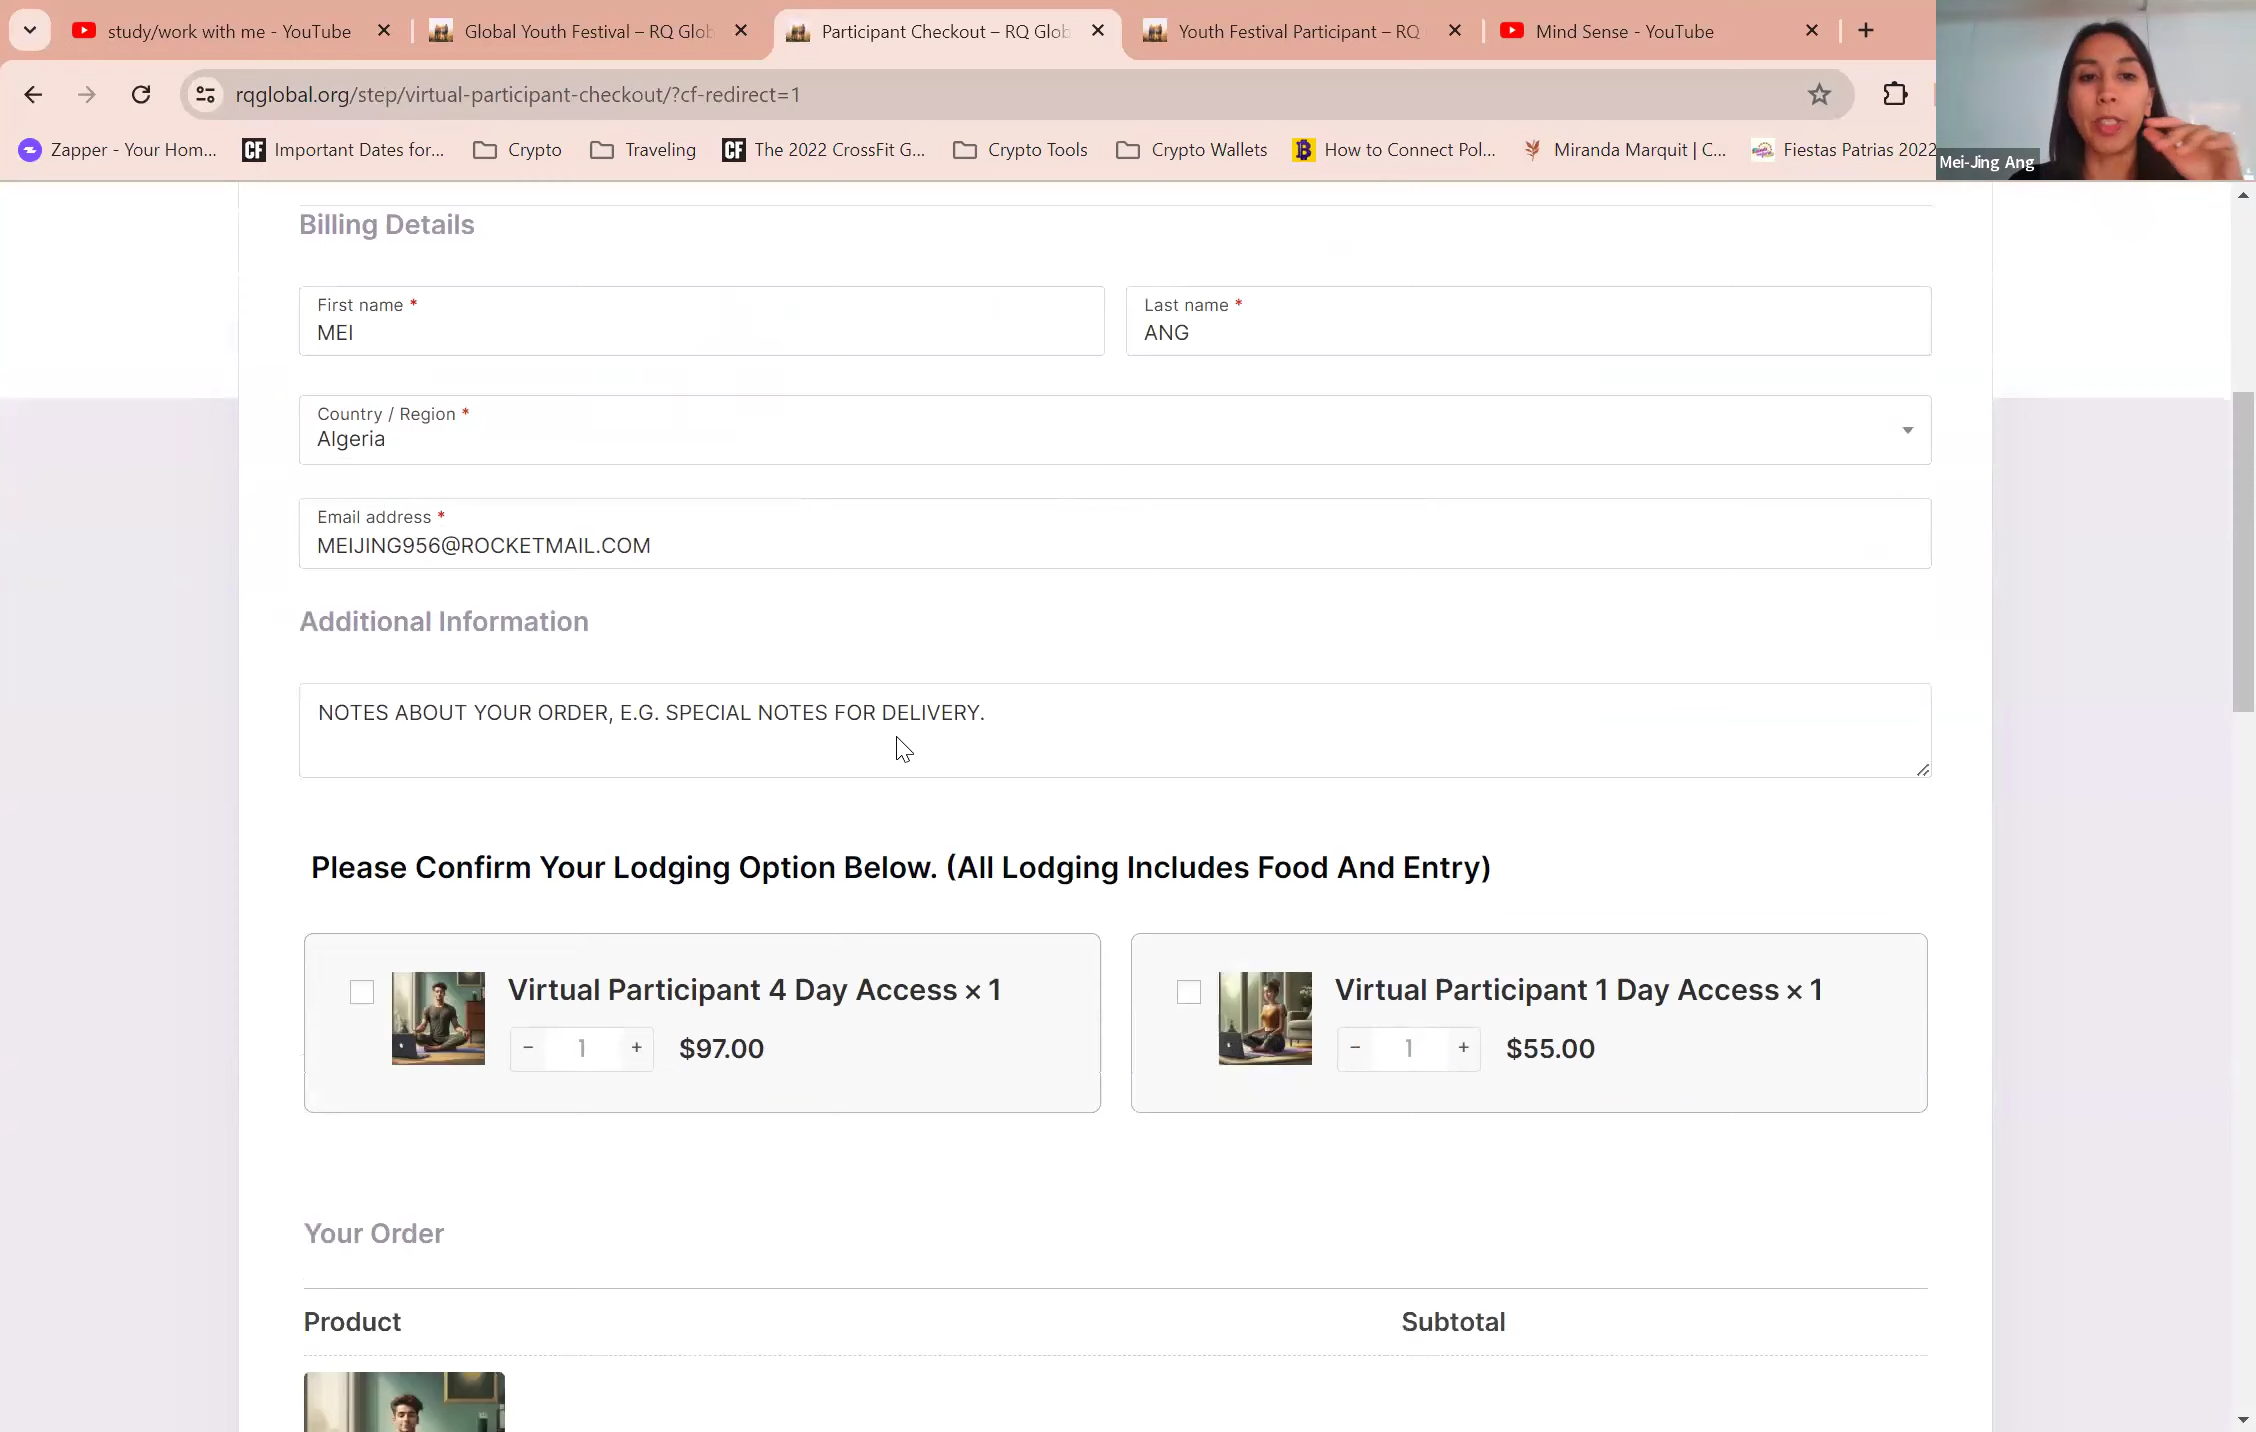 study/work with me - YouTube
Global Youth Festival – RQ Glob
Participant Checkout – RQ Glob
Youth Festival Participant – RQ
Mind Sense - YouTube
rqglobal.org/step/virtual-participant-checkout/?cf-redirect=1
Zapper - Your Hom...
CF Important Dates for...
Crypto
Traveling
CF The 2022 CrossFit G...
Crypto Tools
Crypto Wallets
How to Connect Pol...
Miranda Marquit | C...
Fiestas Patrias 2022
Mei-Jing Ang
Billing Details
First name *
MEI
Last name *
ANG
Country / Region *
Algeria
Email address *
MEIJING956@ROCKETMAIL.COM
Additional Information
NOTES ABOUT YOUR ORDER, E.G. SPECIAL NOTES FOR DELIVERY.
Please Confirm Your Lodging Option Below. (All Lodging Includes Food And Entry)
Virtual Participant 4 Day Access × 1
− 1 + $97.00
Virtual Participant 1 Day Access × 1
− 1 + $55.00
Your Order
Product Subtotal